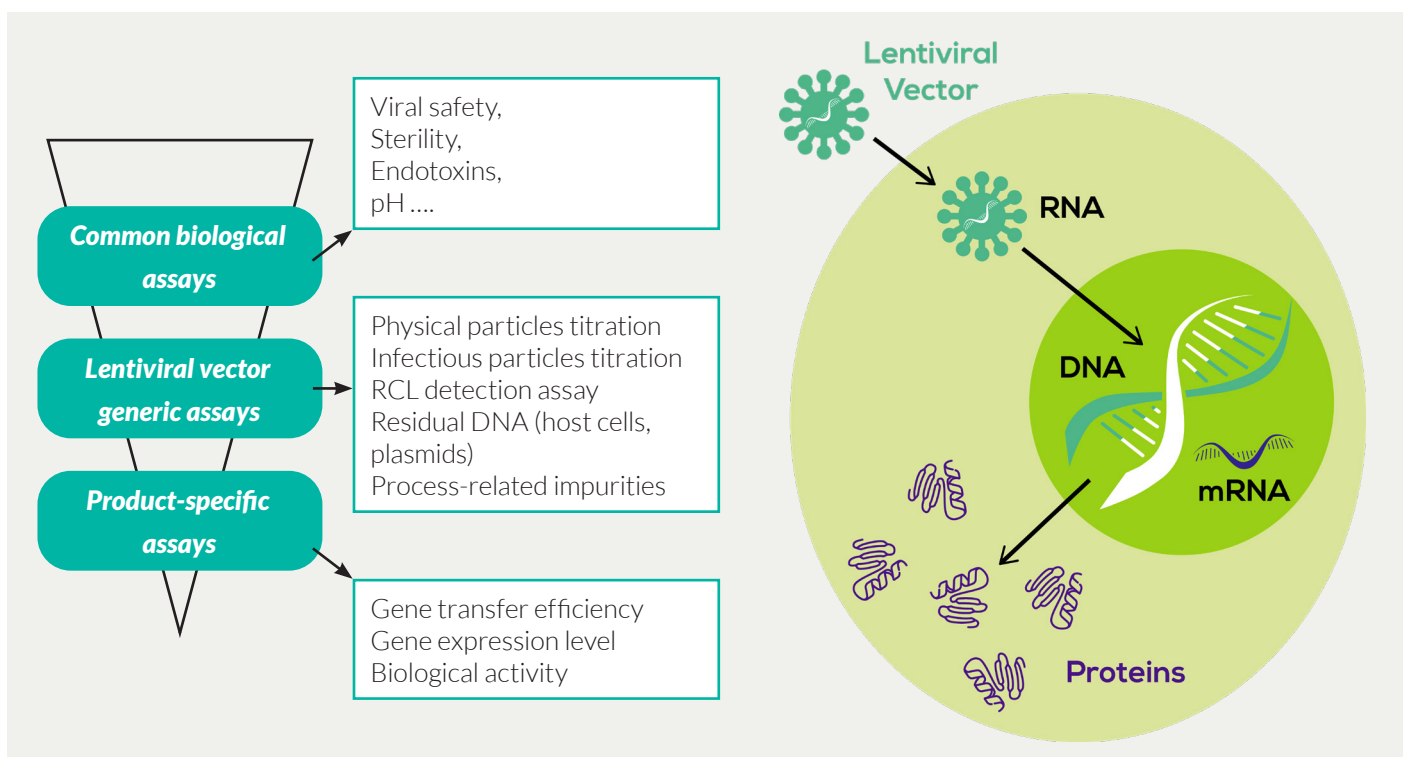 Common biological
assays
Viral safety,
Sterility,
Endotoxins,
pH ....
Lentiviral vector
generic assays
Physical particles titration
Infectious particles titration
RCL detection assay
Residual DNA (host cells,
plasmids)
Process-related impurities
Product-specific
assays
Gene transfer efficiency
Gene expression level
Biological activity
Lentiviral
Vector
RNA
DNA
mRNA
Proteins